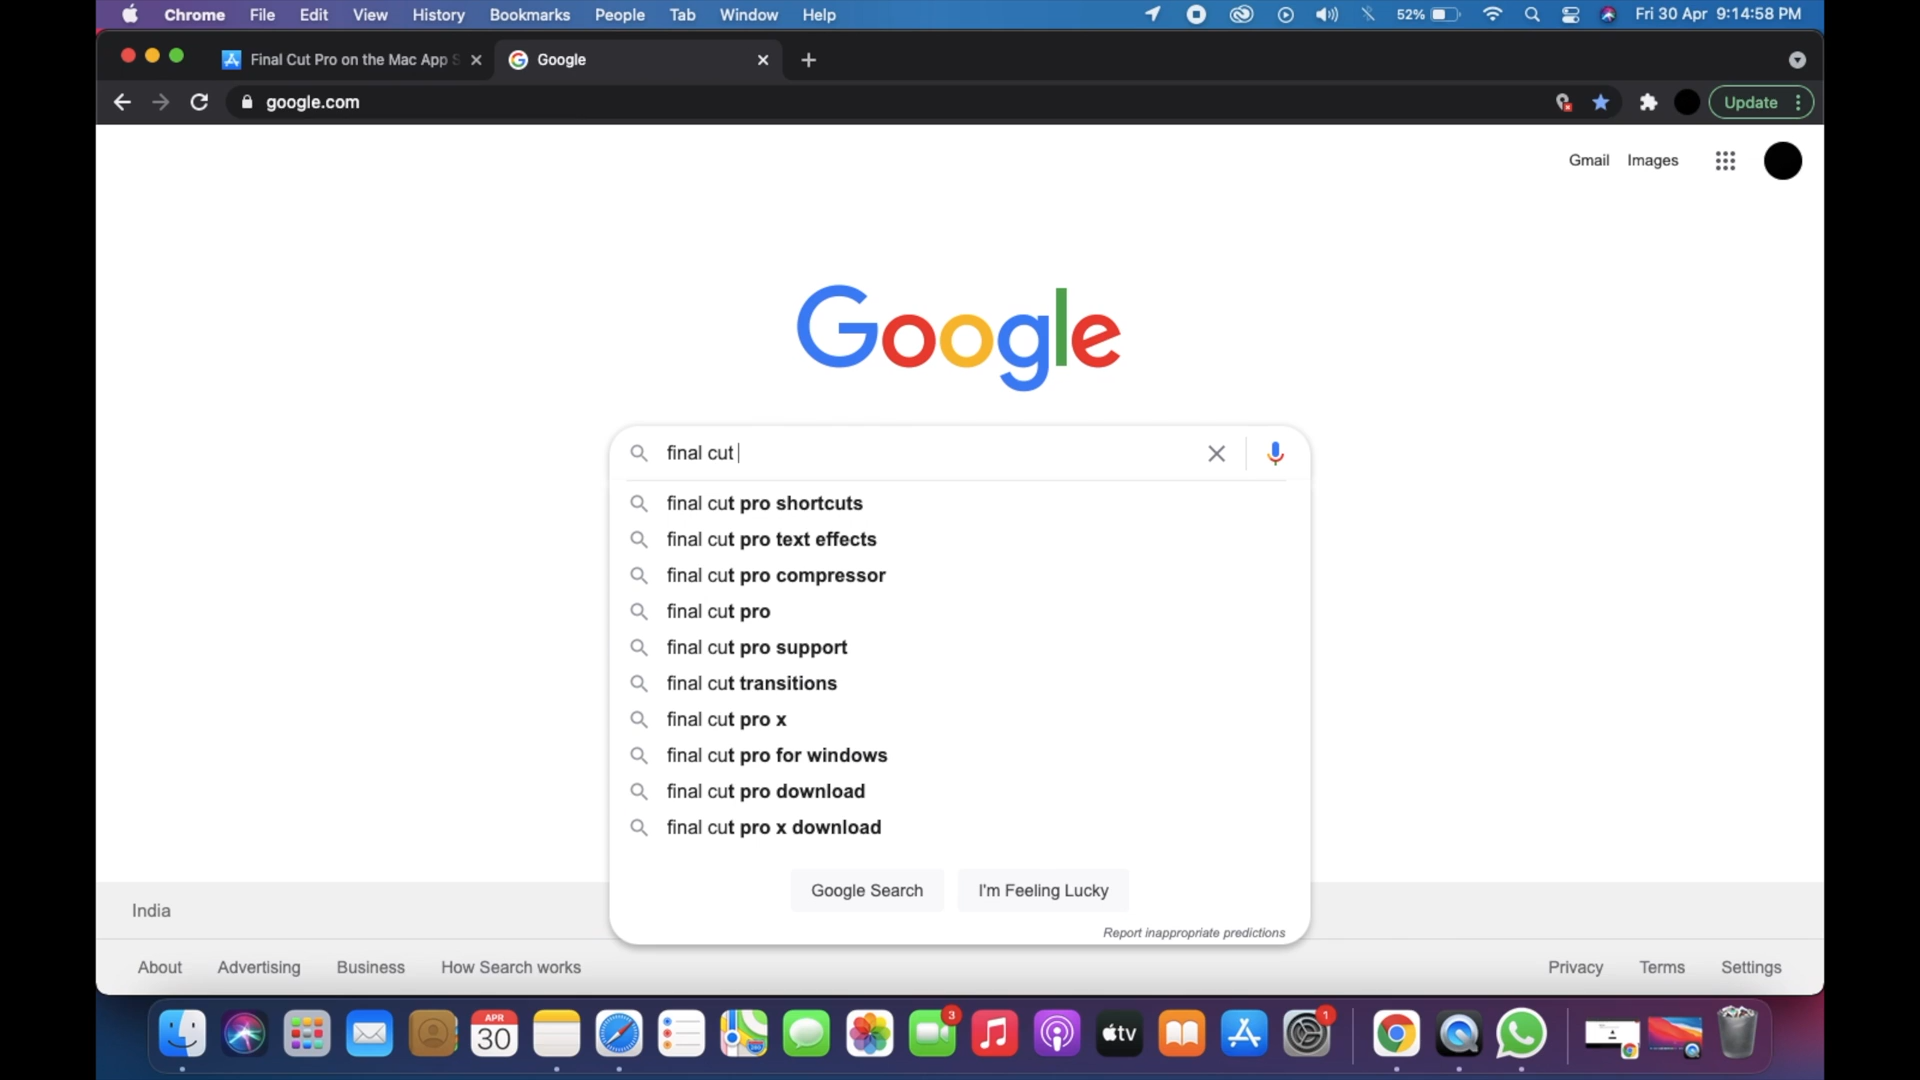 Chrome File Edit View History Bookmarks People Tab Window Help 52% Fri 30 Apr 9:14:58 PM
Final Cut Pro on the Mac App S Google
google.com Update
Gmail Images
Google
final cut
final cut pro shortcuts
final cut pro text effects
final cut pro compressor
final cut pro
final cut pro support
final cut transitions
final cut pro x
final cut pro for windows
final cut pro download
final cut pro x download
Google Search I'm Feeling Lucky
Report inappropriate predictions
India
About Advertising Business How Search works Privacy Terms Settings
APR 30 3 tv 1